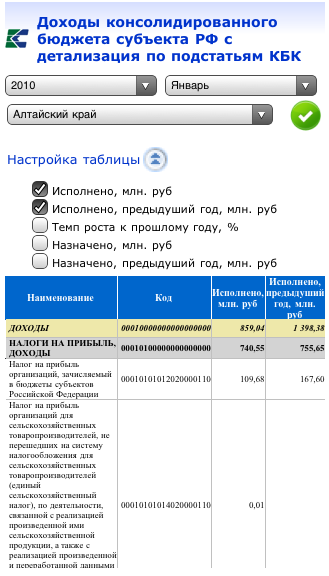 Доходы консолидированного
бюджета субъекта РФ с
детализация по подстатьям КБК
2010
Январь
Алтайский край
Настройка таблицы
Исполнено, млн. руб
Исполнено, предыдуший год, млн. руб
Темп роста к прошлому году, %
Назначено, млн. руб
Назначено, предыдуший год, млн. руб
Наименование
Код
Исполнено,
млн. руб
Исполнено,
предыдуший
год, млн.
руб
ДОХОДЫ 00010000000000000000 859,04 1 398,38
НАЛОГИ НА ПРИБЫЛЬ,
ДОХОДЫ
00010100000000000000 740,55 755,65
Налог на прибыль
организаций, зачисляемый
в бюджеты субъектов
Российской Федерации
00010101012020000110 109,68 167,60
Налог на прибыль
организаций для
сельскохозяйственных
товаропроизводителей, не
перешедших на систему
налогообложения для
сельскохозяйственных
товаропроизводителей
(единый
сельскохозяйственный
налог), по деятельности,
связанной с реализацией
произведенной ими
сельскохозяйственной
продукции, а также с
реализацией произведенной
и переработанной данными
00010101014020000110 0,01